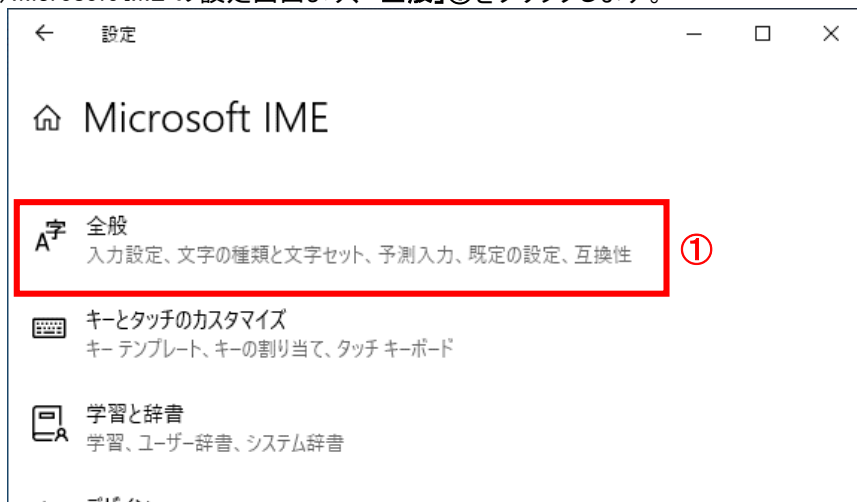 設定
Microsoft IME
全般
入力設定、文字の種類と文字セット、予測入力、既定の設定、互換性
①
キーとタッチのカスタマイズ
キー テンプレート、キーの割り当て、タッチ キーボード
学習と辞書
学習、ユーザー辞書、システム辞書